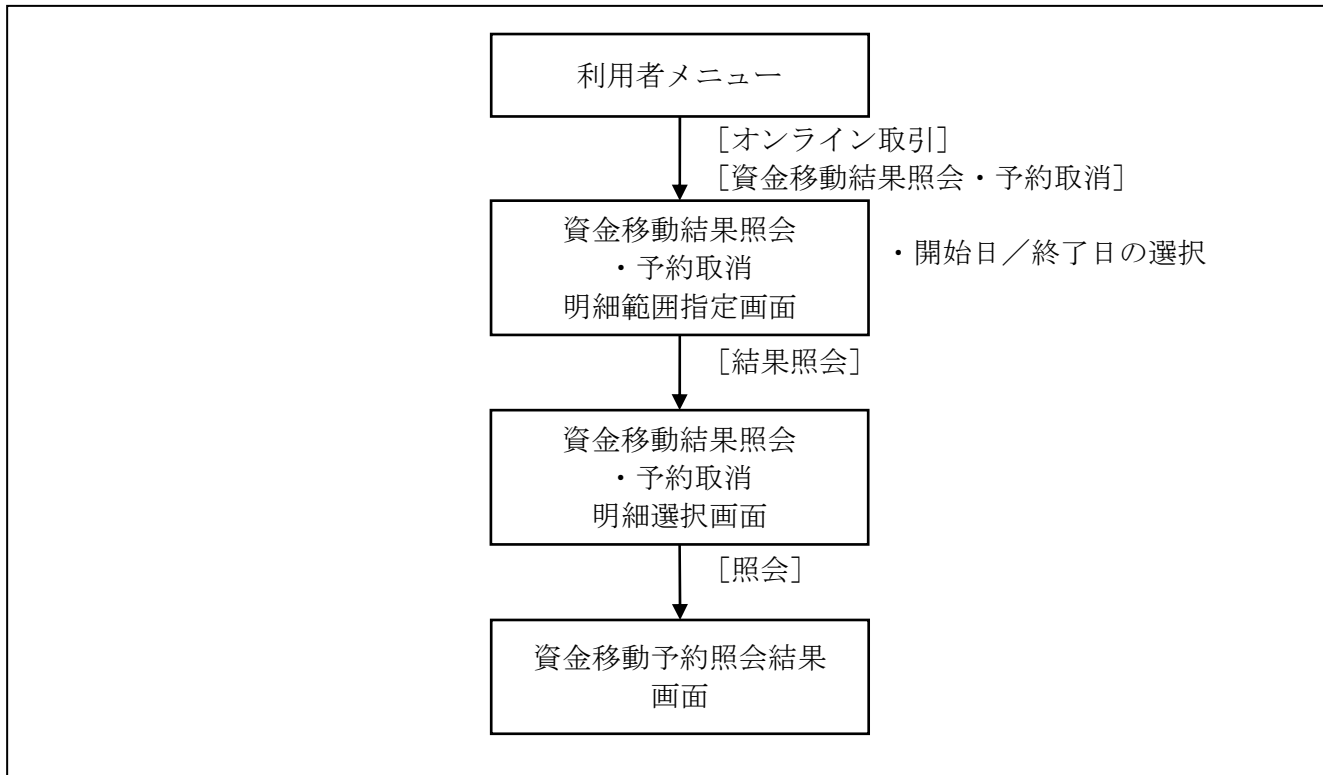 利用者メニュー
［オンライン取引］
［資金移動結果照会・予約取消］
資金移動結果照会
・予約取消
明細範囲指定画面
・開始日／終了日の選択
［結果照会］
資金移動結果照会
・予約取消
明細選択画面
［照会］
資金移動予約照会結果
画面